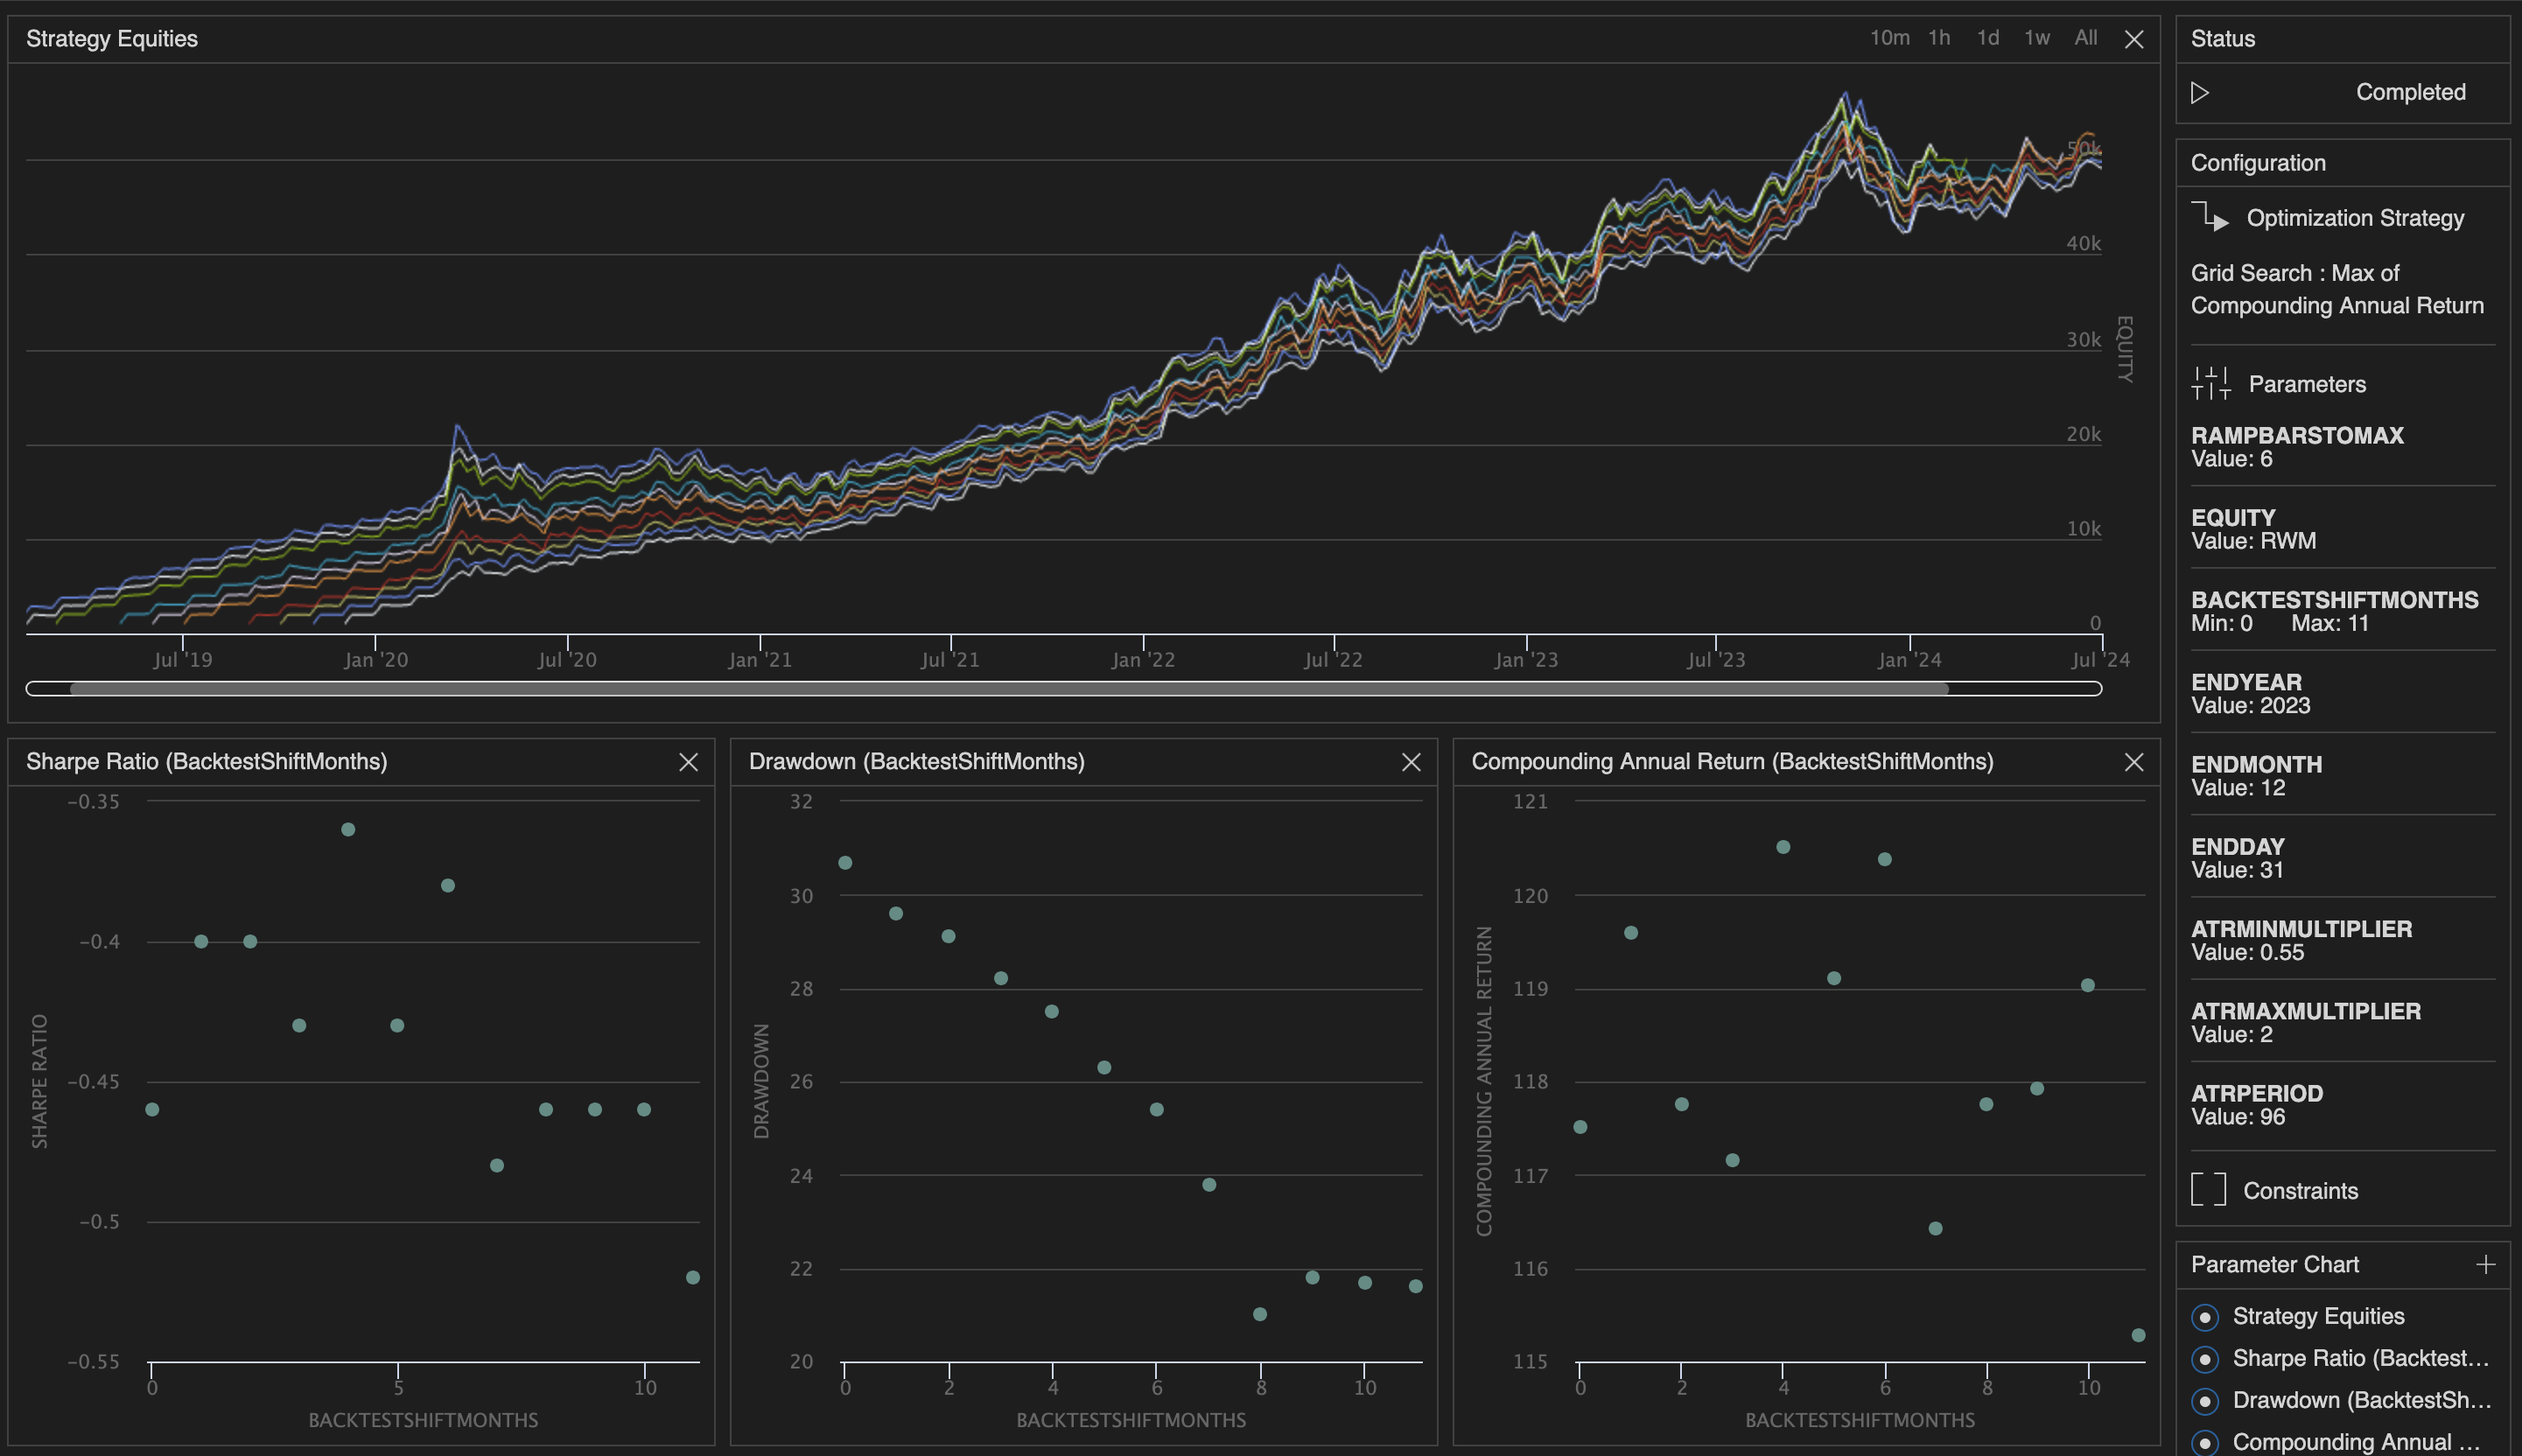 Strategy Equities
10m 1h 1d 1w All
50k
40k
30k
20k
10k
0
EQUITY
Jul '19 Jan '20 Jul '20 Jan '21 Jul '21 Jan '22 Jul '22 Jan '23 Jul '23 Jan '24 Jul '24
Sharpe Ratio (BacktestShiftMonths)
−0.35
−0.4
−0.45
−0.5
−0.55
SHARPE RATIO
0 5 10
BACKTESTSHIFTMONTHS
Drawdown (BacktestShiftMonths)
32
30
28
26
24
22
20
DRAWDOWN
0 2 4 6 8 10
BACKTESTSHIFTMONTHS
Compounding Annual Return (BacktestShiftMonths)
121
120
119
118
117
116
115
COMPOUNDING ANNUAL RETURN
0 2 4 6 8 10
BACKTESTSHIFTMONTHS
Status
Completed
Configuration
Optimization Strategy
Grid Search : Max of
Compounding Annual Return
Parameters
RAMPBARSTOMAX
Value: 6
EQUITY
Value: RWM
BACKTESTSHIFTMONTHS
Min: 0 Max: 11
ENDYEAR
Value: 2023
ENDMONTH
Value: 12
ENDDAY
Value: 31
ATRMINMULTIPLIER
Value: 0.55
ATRMAXMULTIPLIER
Value: 2
ATRPERIOD
Value: 96
Constraints
Parameter Chart
Strategy Equities
Sharpe Ratio (Backtest...
Drawdown (BacktestSh...
Compounding Annual ...